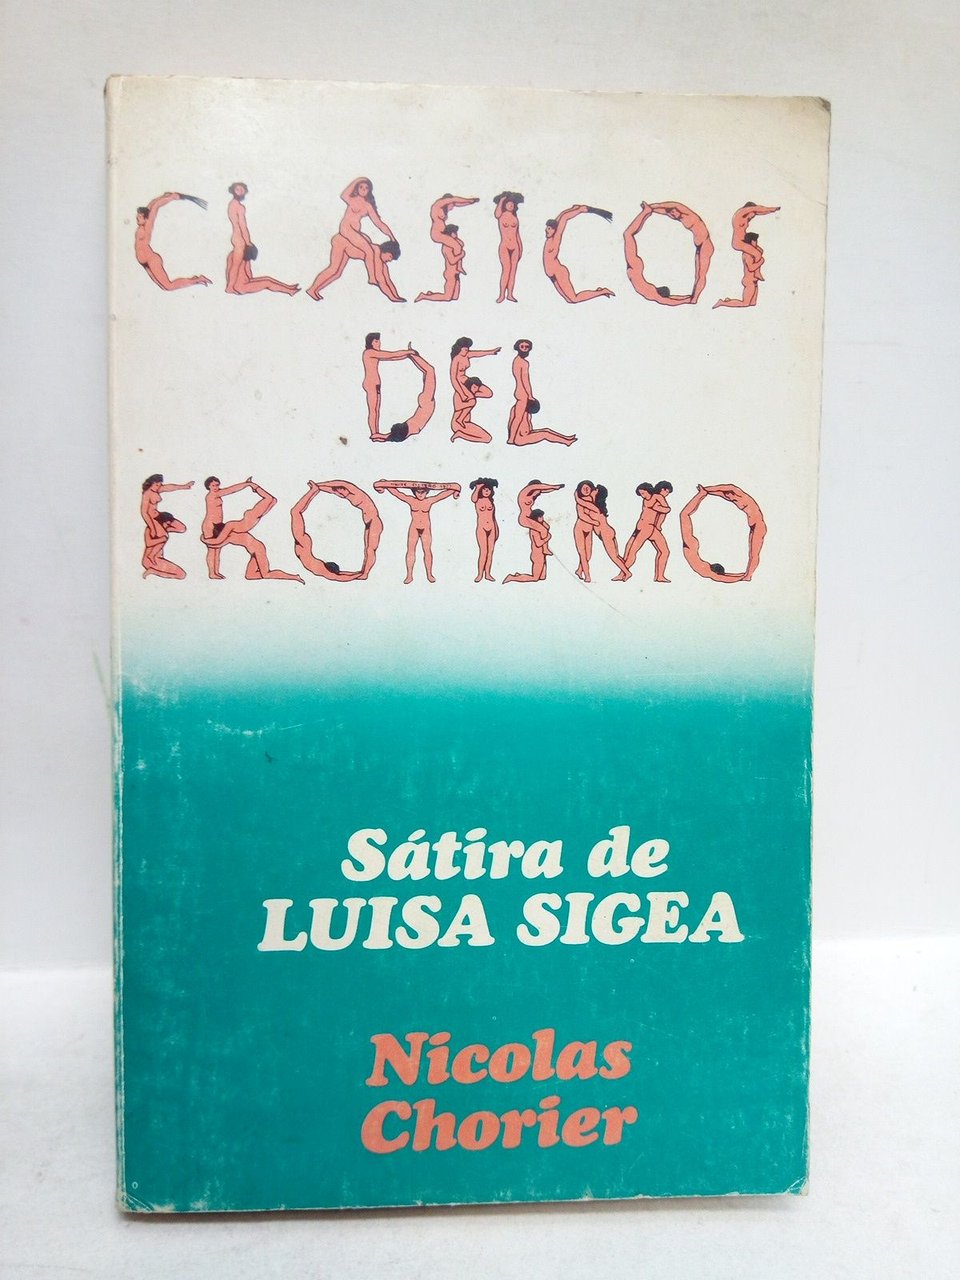 CLASICOS
DEL
EROTISMO
Sátira de
LUISA SIGEA
Nicolas
Chorier